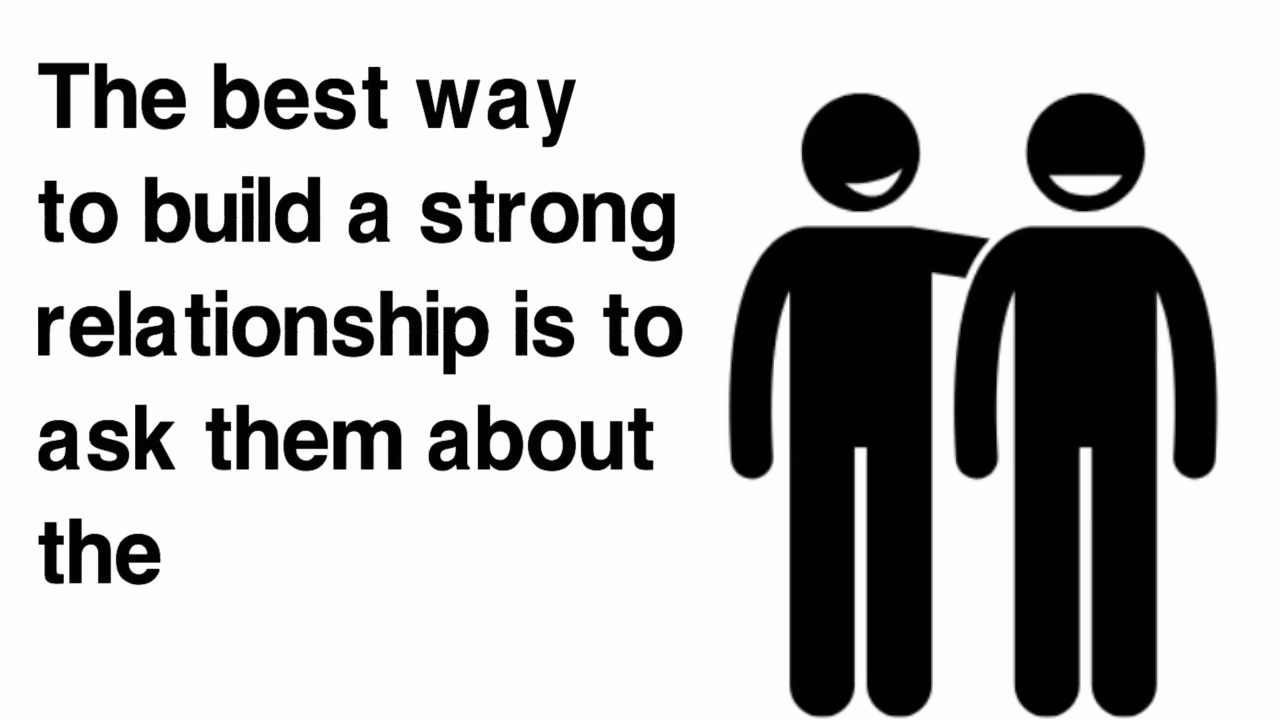 The best way
to build a strong
relationship is to
ask them about
the